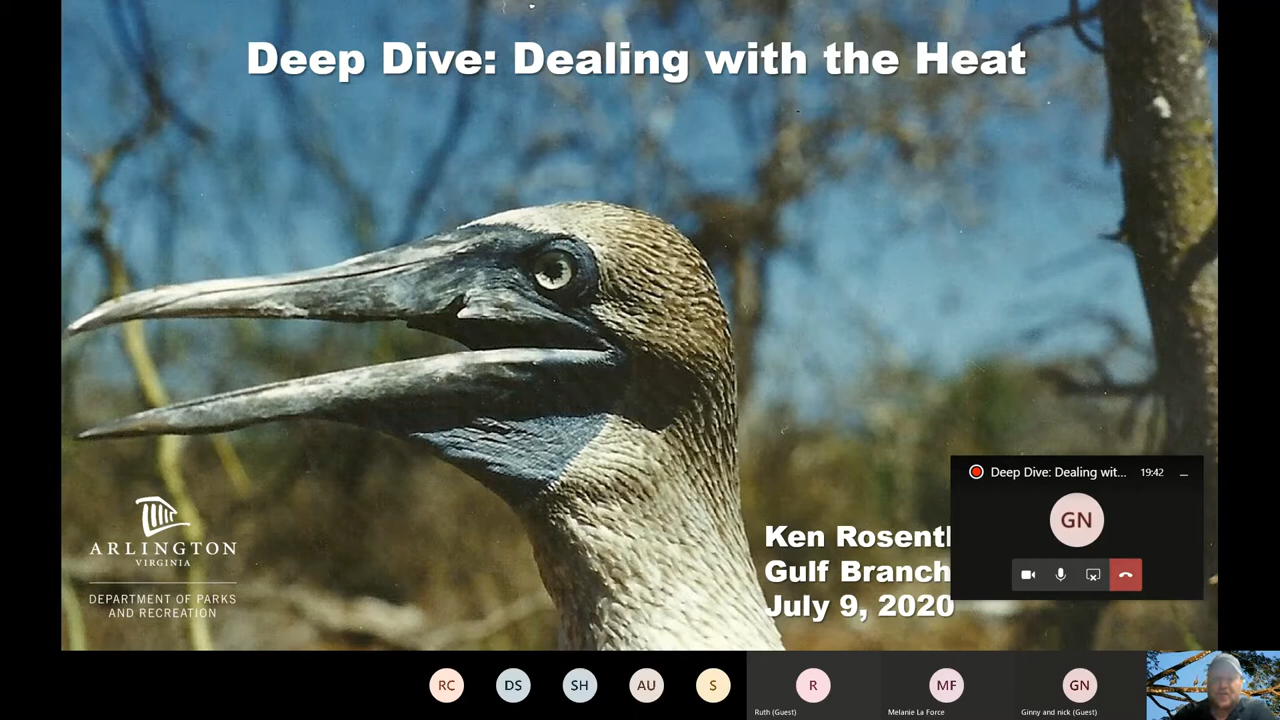 Deep Dive: Dealing with the Heat
ARLINGTON
VIRGINIA
DEPARTMENT OF PARKS
AND RECREATION
Ken
Gulf Branch
July 9, 2020
Deep Dive: Dealing wit... 19:42
GN
RC DS SH AU S R MF GN
Ruth (Guest) Melanie La Force Ginny and nick (Guest)